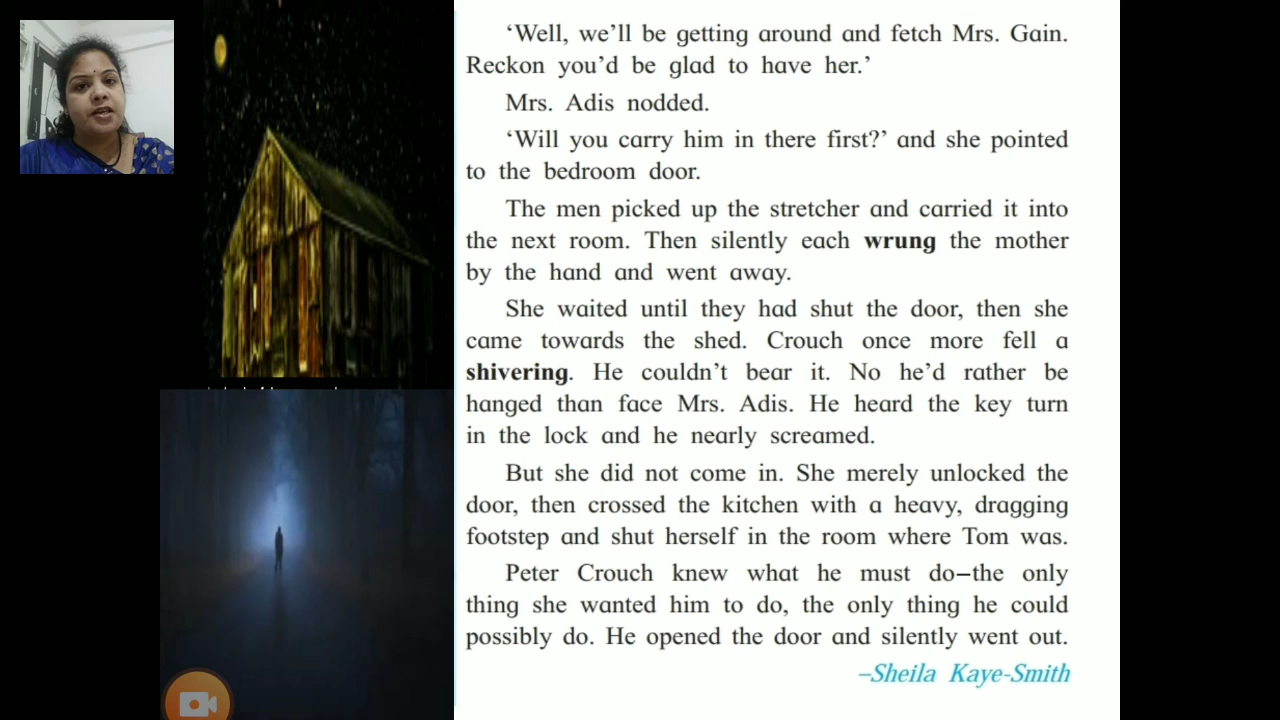 ‘Well, we’ll be getting around and fetch Mrs. Gain.
Reckon you’d be glad to have her.’
Mrs. Adis nodded.
‘Will you carry him in there first?’ and she pointed
to the bedroom door.
The men picked up the stretcher and carried it into
the next room. Then silently each wrung the mother
by the hand and went away.
She waited until they had shut the door, then she
came towards the shed. Crouch once more fell a
shivering. He couldn’t bear it. No he’d rather be
hanged than face Mrs. Adis. He heard the key turn
in the lock and he nearly screamed.
But she did not come in. She merely unlocked the
door, then crossed the kitchen with a heavy, dragging
footstep and shut herself in the room where Tom was.
Peter Crouch knew what he must do–the only
thing she wanted him to do, the only thing he could
possibly do. He opened the door and silently went out.
–Sheila Kaye-Smith